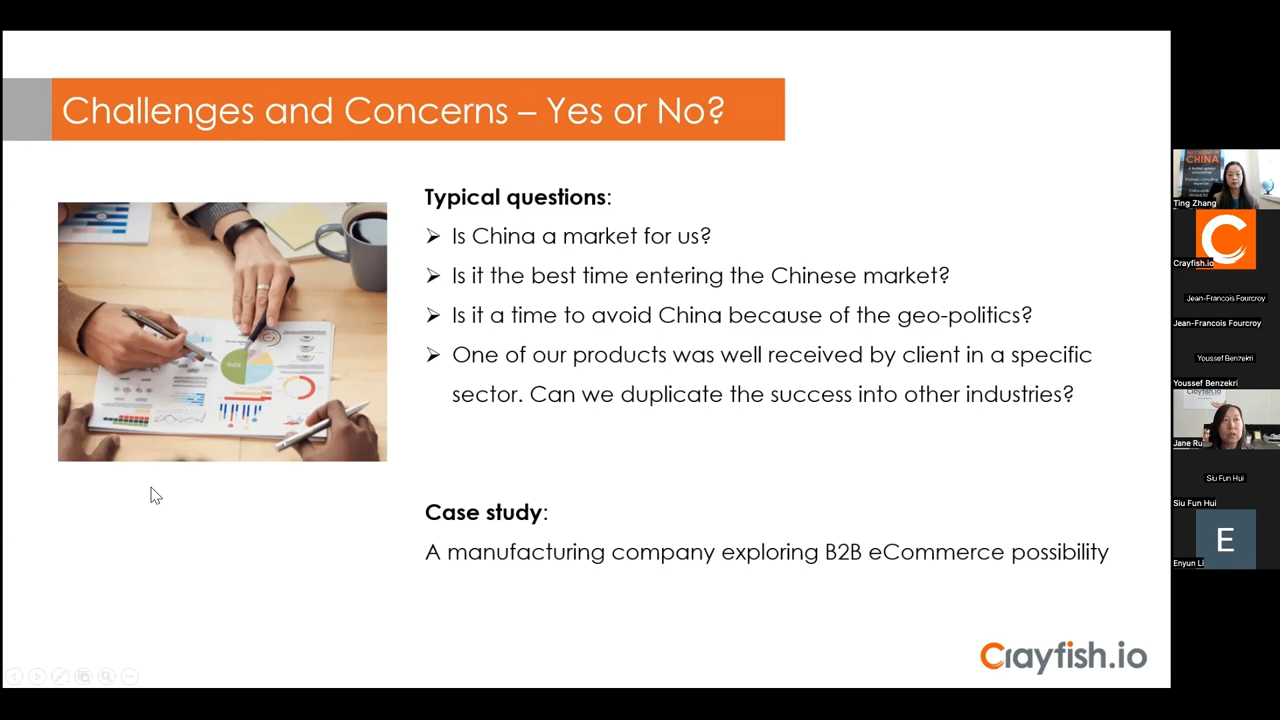 Challenges and Concerns – Yes or No?
Typical questions:
Is China a market for us?
Is it the best time entering the Chinese market?
Is it a time to avoid China because of the geo-politics?
One of our products was well received by client in a specific
sector. Can we duplicate the success into other industries?
Case study:
A manufacturing company exploring B2B eCommerce possibility
Crayfish.io
CHINA
Ting Zhang
Crayfish.io
Jean-Francois Fourcroy
Jean-Francois Fourcroy
Youssef Benzekri
Youssef Benzekri
Crayfish.io
Jane Ru
Siu Fun Hui
Siu Fun Hui
E
Enyun Li